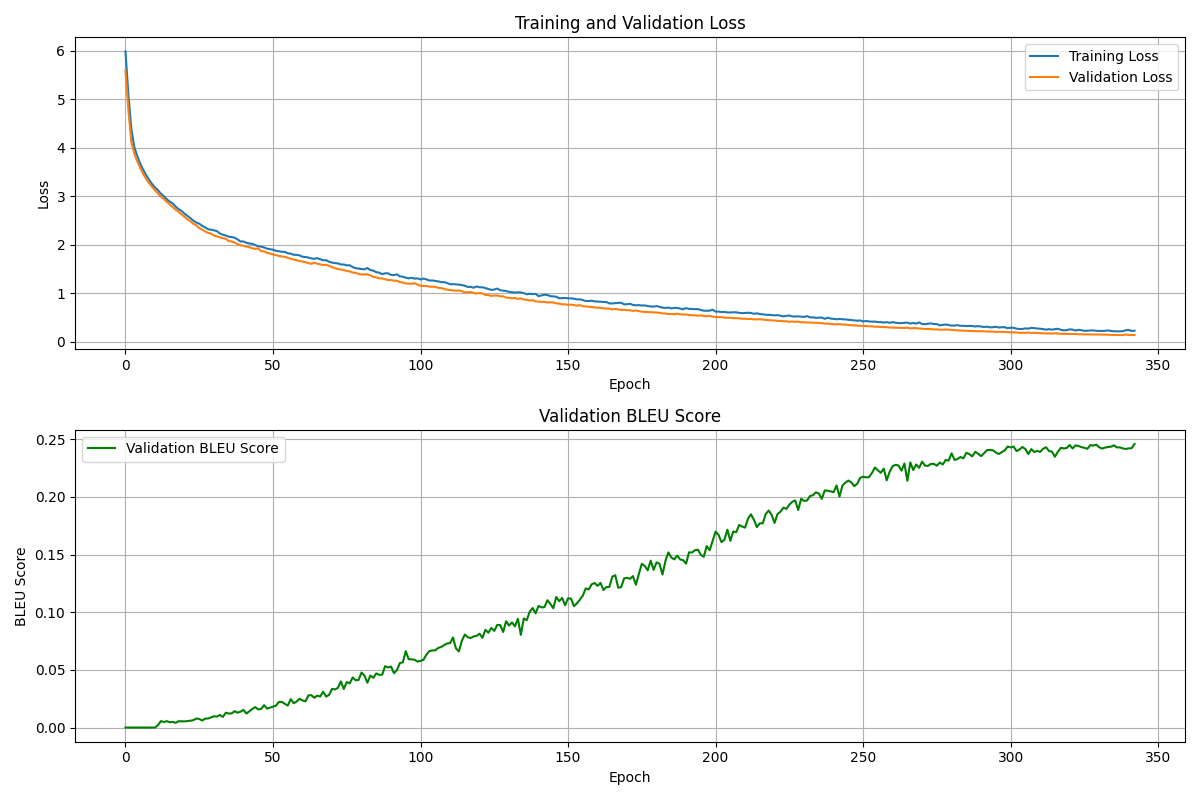 Training and Validation Loss
Loss
6
5
4
3
2
1
0
Training Loss
Validation Loss
0 50 100 150 200 250 300 350
Epoch
Validation BLEU Score
BLEU Score
0.25
0.20
0.15
0.10
0.05
0.00
Validation BLEU Score
0 50 100 150 200 250 300 350
Epoch